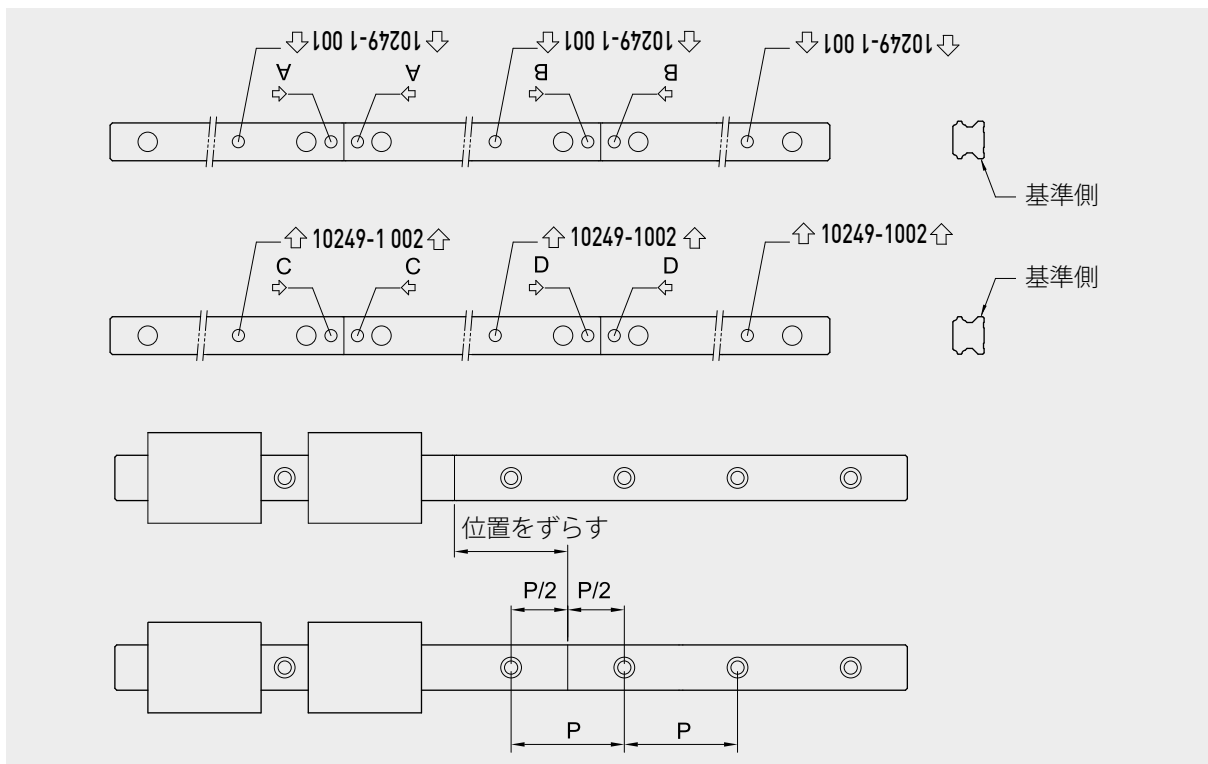 ⇩ 10249-1 001 ⇩ ⇩ 10249-1 001 ⇩ ⇩ 10249-1 001 ⇩
A A B B
基準側
⇧ 10249-1 002 ⇧ ⇧ 10249-1002 ⇧ ⇧ 10249-1002 ⇧
C C D D
基準側
位置をずらす
P/2 P/2
P P